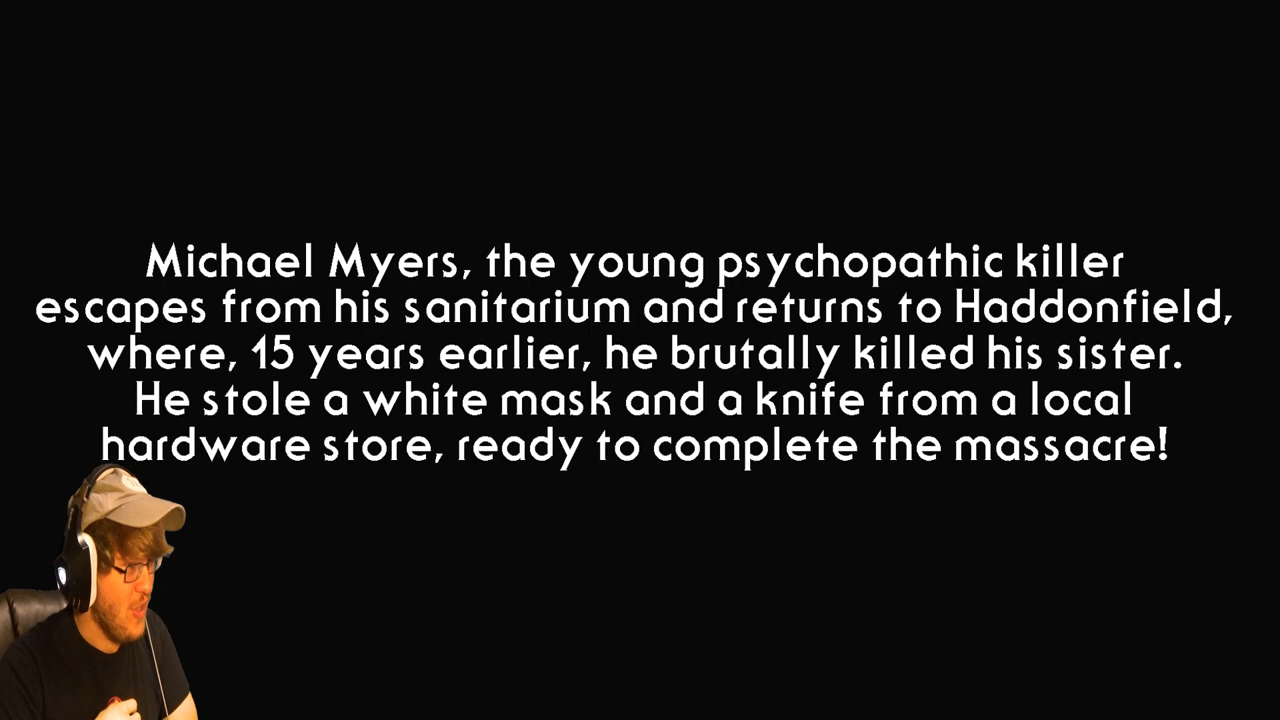 Michael Myers, the young psychopathic killer
escapes from his sanitarium and returns to Haddonfield,
where, 15 years earlier, he brutally killed his sister.
He stole a white mask and a knife from a local
hardware store, ready to complete the massacre!